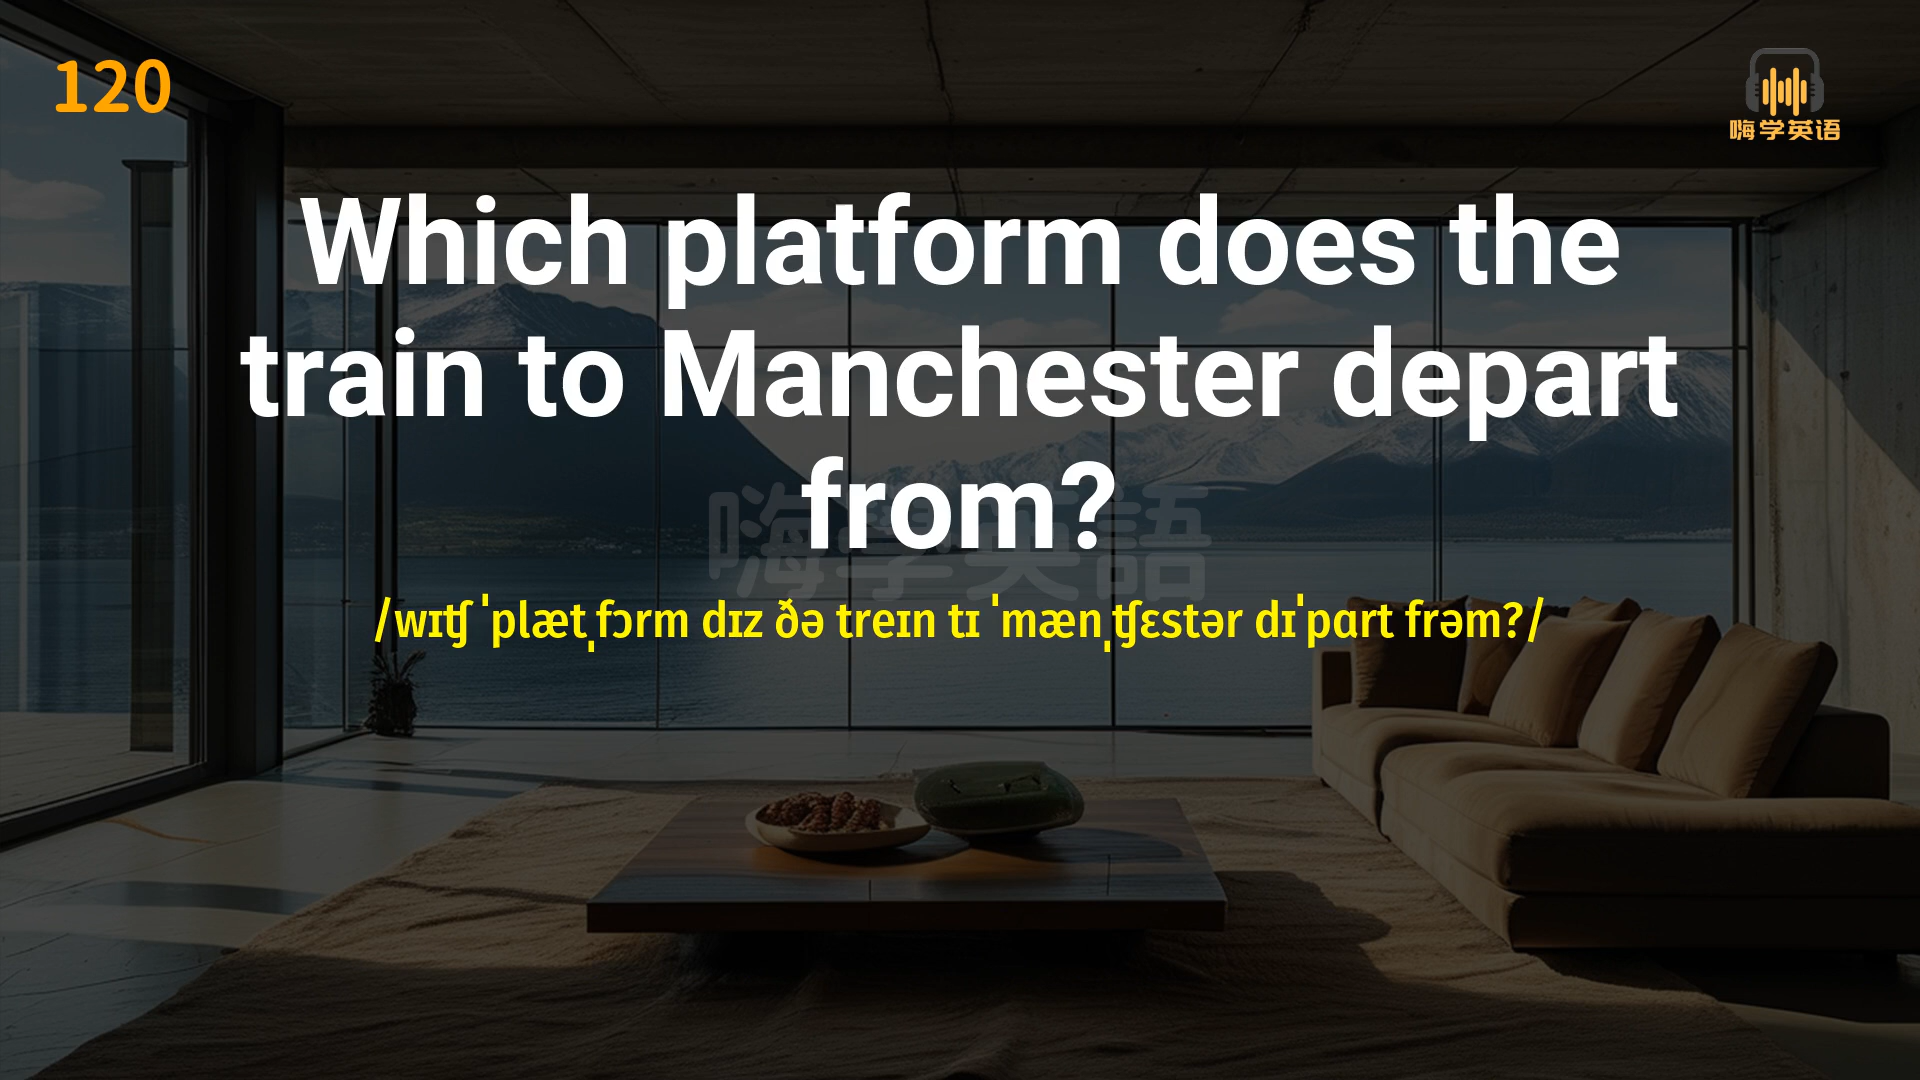 120
嗨学英语
Which platform does the
train to Manchester depart
from?
嗨學英語
/wɪʧ ˈplætˌfɔrm dɪz ðə treɪn tɪ ˈmænˌʧɛstər dɪˈpɑrt frəm?/